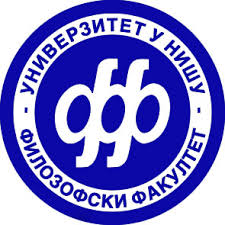 УНИВЕРЗИТЕТ У НИШУ
ффф
- ФИЛОЗОФСКИ ФАКУЛТЕТ -